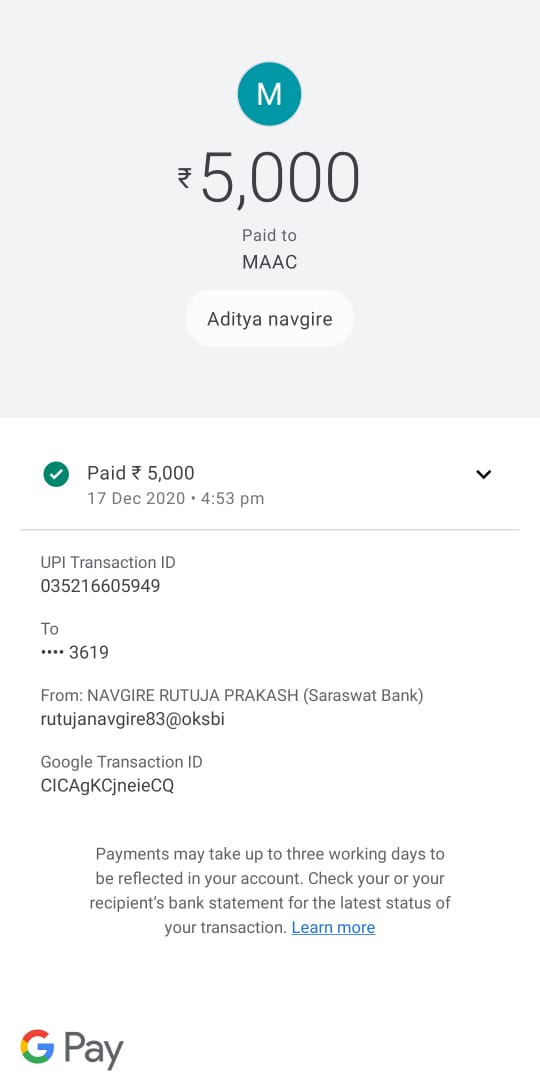 M
₹5,000
Paid to
MAAC
Aditya navgire
Paid ₹ 5,000
17 Dec 2020 • 4:53 pm
UPI Transaction ID
035216605949
To
•••• 3619
From: NAVGIRE RUTUJA PRAKASH (Saraswat Bank)
rutujanavgire83@oksbi
Google Transaction ID
CICAgKCjneieCQ
Payments may take up to three working days to
be reflected in your account. Check your or your
recipient's bank statement for the latest status of
your transaction. Learn more
G Pay